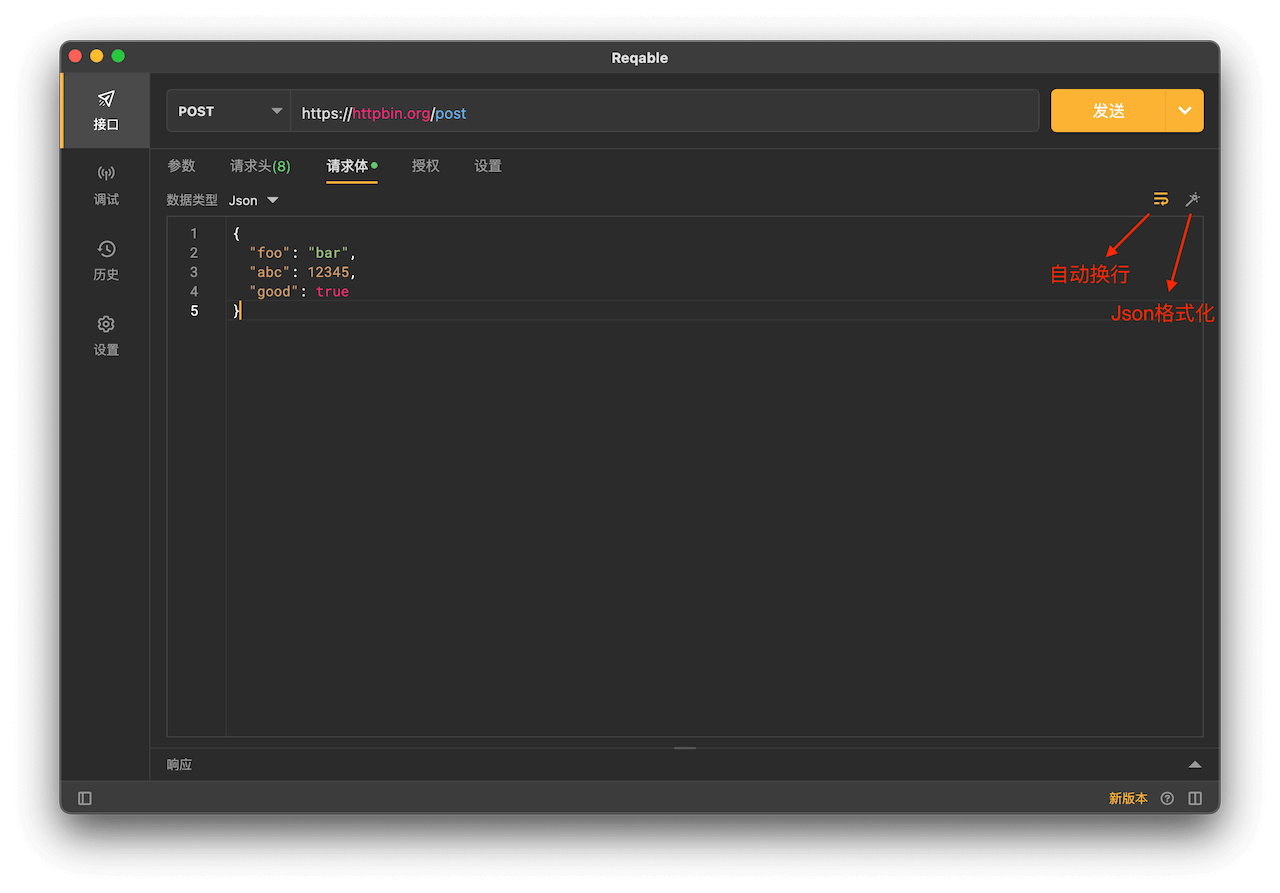 Reqable
接口
调试
历史
设置
POST
https://httpbin.org/post
发送
参数 请求头(8) 请求体 授权 设置
数据类型 Json
1 {
2 "foo": "bar",
3 "abc": 12345,
4 "good": true
5 }
自动换行
Json格式化
响应
新版本